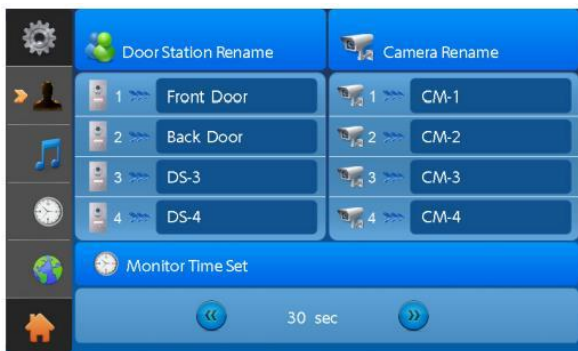 Door Station Rename
Camera Rename
1 Front Door
1 CM-1
2 Back Door
2 CM-2
3 DS-3
3 CM-3
4 DS-4
4 CM-4
Monitor Time Set
30 sec